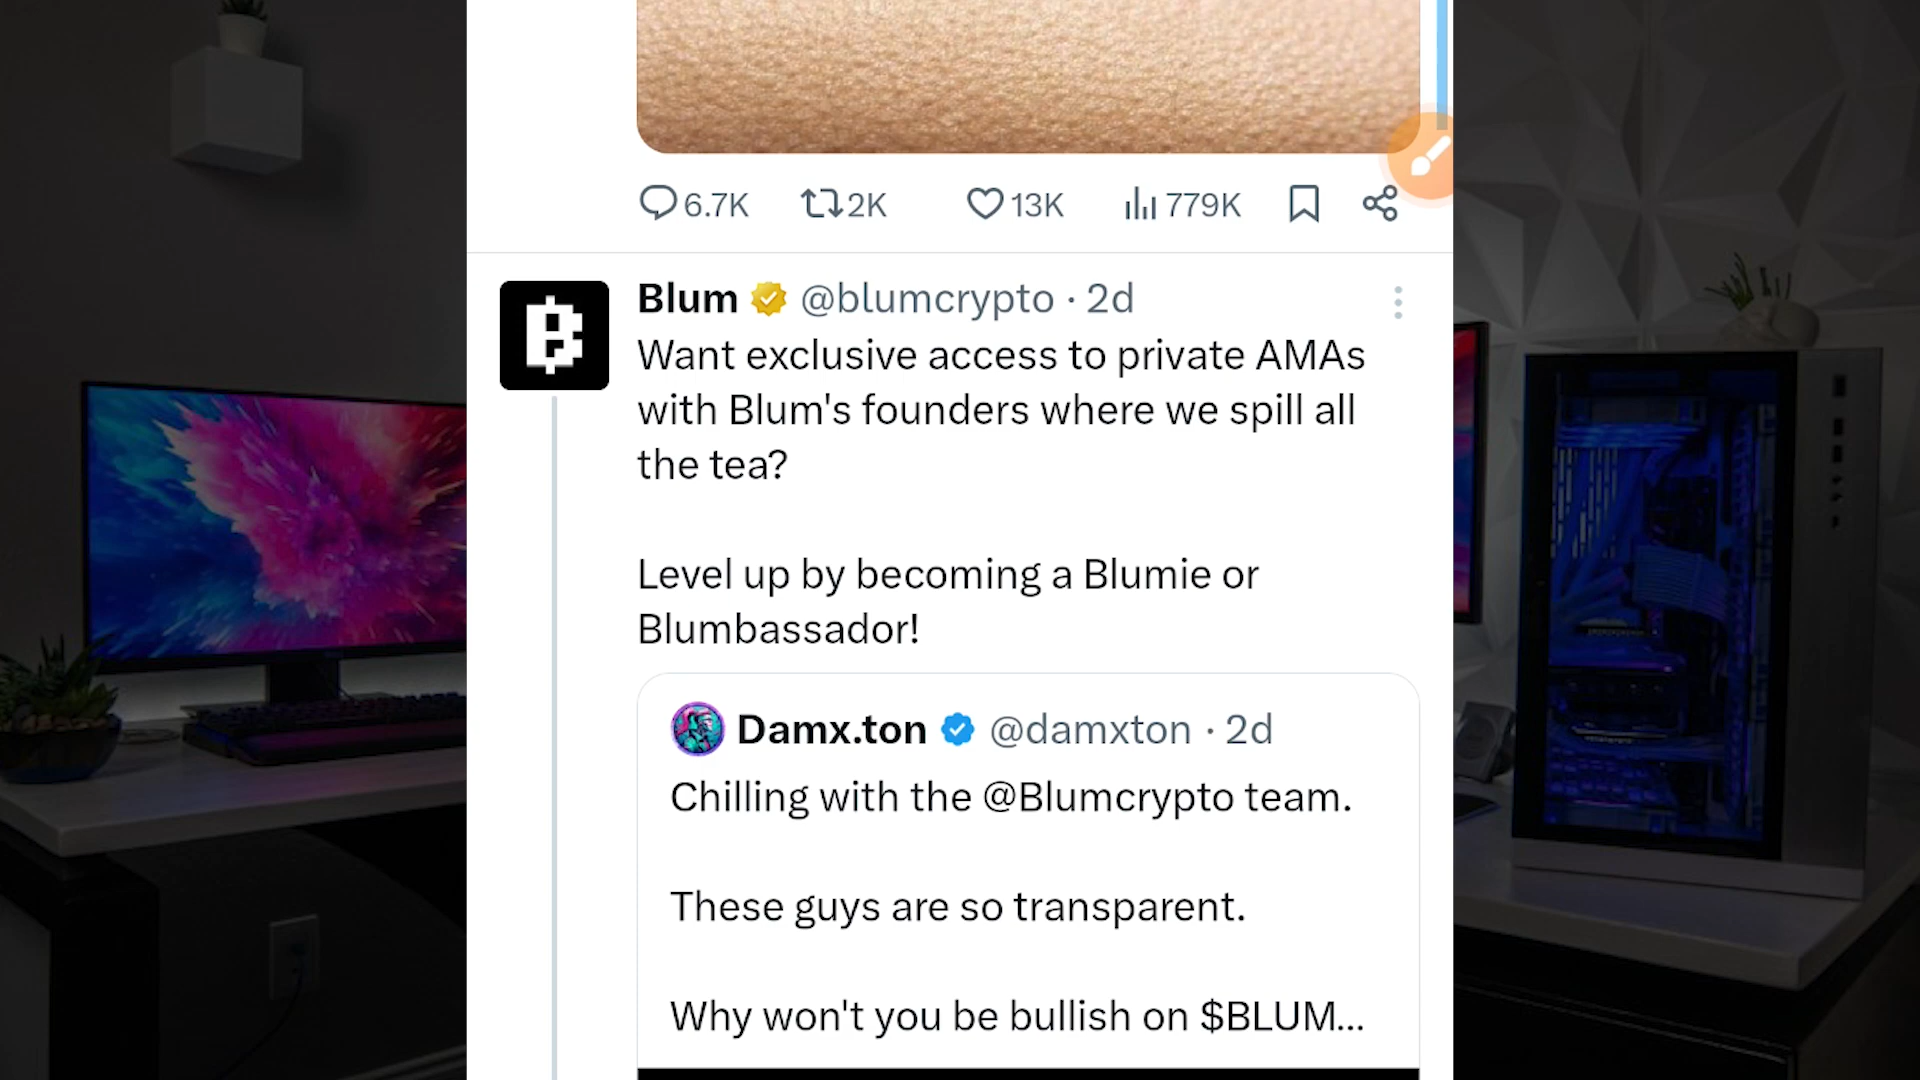 6.7K 2K 13K 779K
Blum @blumcrypto · 2d
Want exclusive access to private AMAs
with Blum's founders where we spill all
the tea?
Level up by becoming a Blumie or
Blumbassador!
Damx.ton @damxton · 2d
Chilling with the @Blumcrypto team.
These guys are so transparent.
Why won't you be bullish on $BLUM...